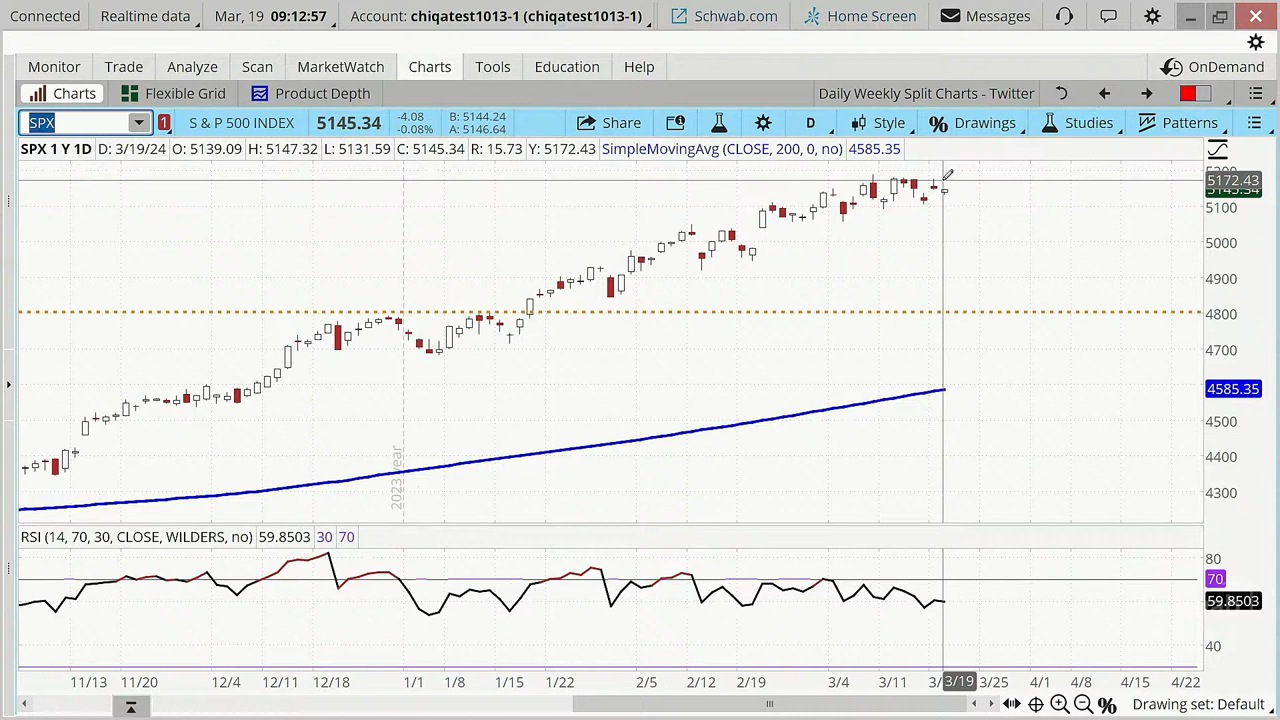 Connected Realtime data Mar, 19 09:12:57 Account: chiqatest1013-1 (chiqatest1013-1) Schwab.com Home Screen Messages
Monitor Trade Analyze Scan MarketWatch Charts Tools Education Help OnDemand
Charts Flexible Grid Product Depth Daily Weekly Split Charts - Twitter
SPX 1 S & P 500 INDEX 5145.34 -4.08 -0.08% B: 5144.24 A: 5146.64 Share D Style % Drawings Studies Patterns
SPX 1 Y 1D D: 3/19/24 O: 5139.09 H: 5147.32 L: 5131.59 C: 5145.34 R: 15.73 Y: 5172.43 SimpleMovingAvg (CLOSE, 200, 0, no) 4585.35
5172.43
5100
5000
4900
4800
4700
4585.35
4500
4400
4300
2023 year
RSI (14, 70, 30, CLOSE, WILDERS, no) 59.8503 30 70
80
70
59.8503
40
11/13 11/20 12/4 12/11 12/18 1/1 1/8 1/15 1/22 2/5 2/12 2/19 3/4 3/11 3/19 3/25 4/1 4/8 4/15 4/22
% Drawing set: Default